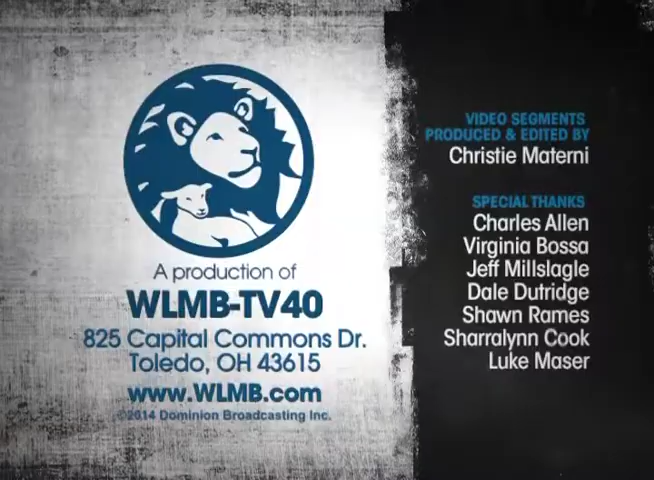 A production of
WLMB-TV40
825 Capital Commons Dr.
Toledo, OH 43615
www.WLMB.com
©2014 Dominion Broadcasting Inc.
VIDEO SEGMENTS
PRODUCED & EDITED BY
Christie Materni
SPECIAL THANKS
Charles Allen
Virginia Bossa
Jeff Millslagle
Dale Dutridge
Shawn Rames
Sharralynn Cook
Luke Maser